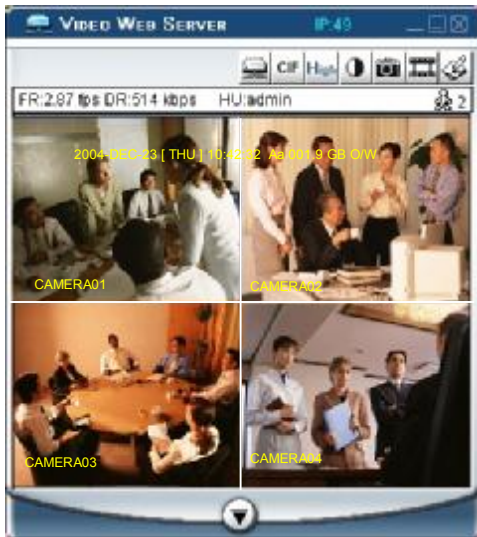 VIDEO WEB SERVER IP:49
CIF High
FR:2.87 fps DR:514 kbps HU:admin 2
2004-DEC-23 [ THU ] 10:42:32 Aa 001.9 GB O/W
CAMERA01
CAMERA02
CAMERA03
CAMERA04